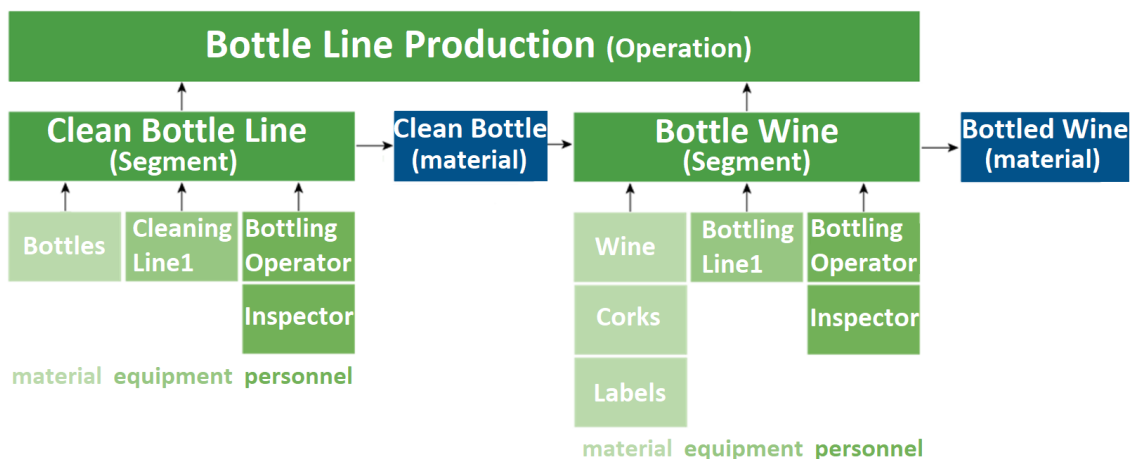 Bottle Line Production (Operation)
Clean Bottle Line
(Segment)
Clean Bottle
(material)
Bottle Wine
(Segment)
Bottled Wine
(material)
Bottles
Cleaning
Line1
Bottling
Operator
Inspector
material equipment personnel
Wine
Corks
Labels
Bottling
Line1
Bottling
Operator
Inspector
material equipment personnel